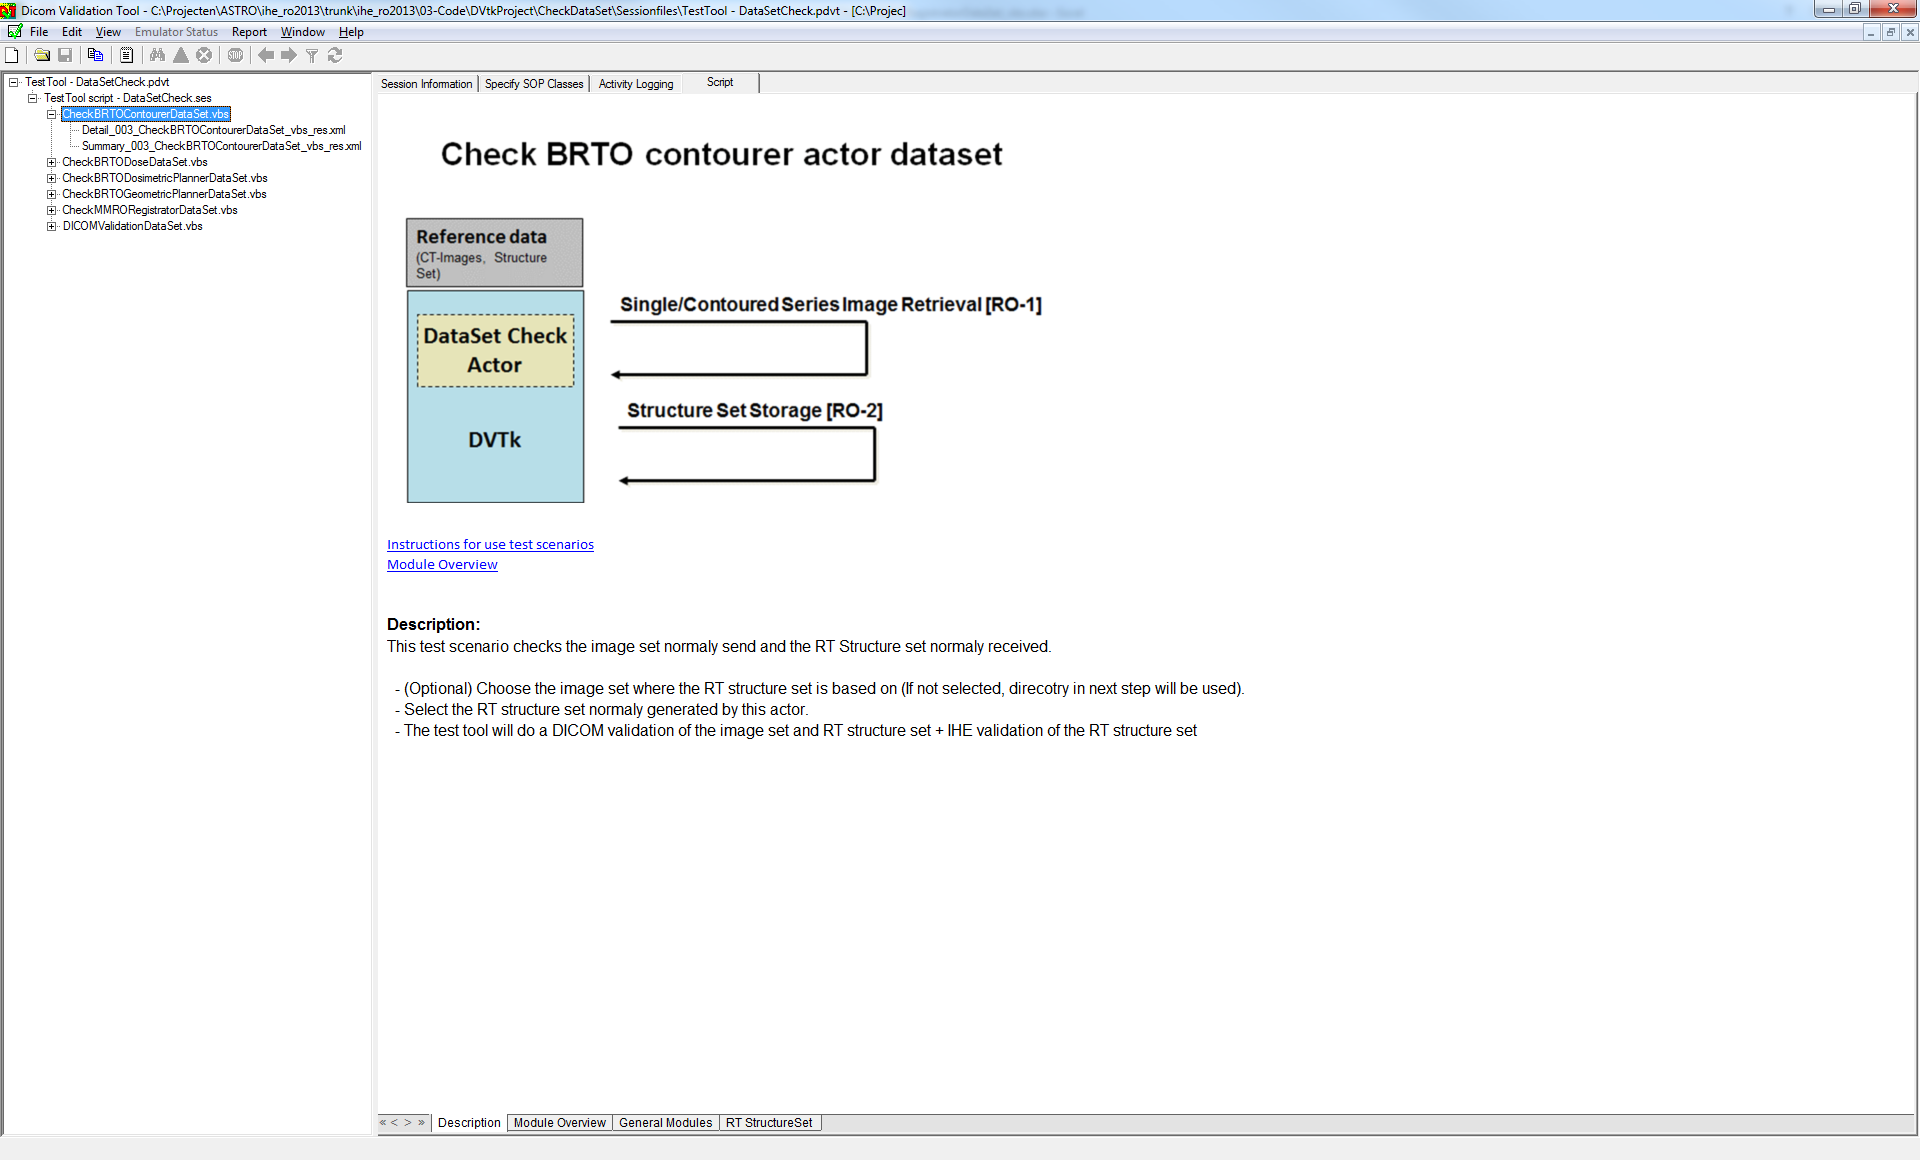 Dicom Validation Tool - C:\Projecten\ASTRO\ihe_ro2013\trunk\ihe_ro2013\03-Code\DVtkProject\CheckDataSet\Sessionfiles\TestTool - DataSetCheck.pdvt - [C:\Projec]
File Edit View Emulator Status Report Window Help
STOP
TestTool - DataSetCheck.pdvt
TestTool script - DataSetCheck.ses
CheckBRTOContourerDataSet.vbs
Detail_003_CheckBRTOContourerDataSet_vbs_res.xml
Summary_003_CheckBRTOContourerDataSet_vbs_res.xml
CheckBRTODoseDataSet.vbs
CheckBRTODosimetricPlannerDataSet.vbs
CheckBRTOGeometricPlannerDataSet.vbs
CheckMMRORegistratorDataSet.vbs
DICOMValidationDataSet.vbs
Session Information Specify SOP Classes Activity Logging Script
Check BRTO contourer actor dataset
Reference data
(CT-Images, Structure
Set)
DataSet Check
Actor
DVTk
Single/Contoured Series Image Retrieval [RO-1]
Structure Set Storage [RO-2]
Instructions for use test scenarios
Module Overview
Description:
This test scenario checks the image set normaly send and the RT Structure set normaly received.
- (Optional) Choose the image set where the RT structure set is based on (If not selected, direcotry in next step will be used).
- Select the RT structure set normaly generated by this actor.
- The test tool will do a DICOM validation of the image set and RT structure set + IHE validation of the RT structure set
« < > » Description Module Overview General Modules RT StructureSet